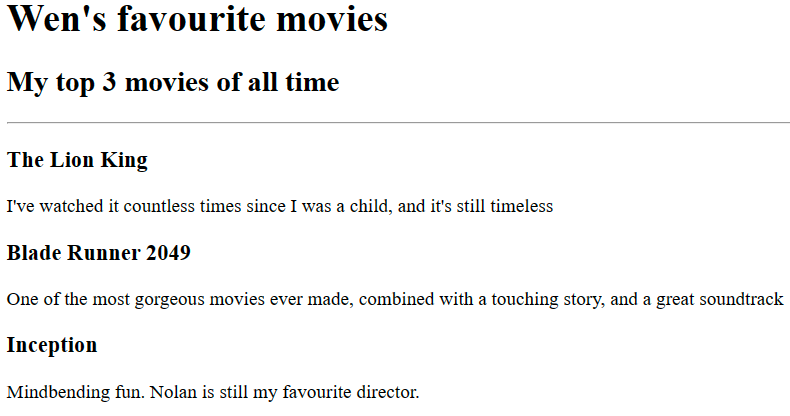 Wen's favourite movies
My top 3 movies of all time
The Lion King
I've watched it countless times since I was a child, and it's still timeless
Blade Runner 2049
One of the most gorgeous movies ever made, combined with a touching story, and a great soundtrack
Inception
Mindbending fun. Nolan is still my favourite director.